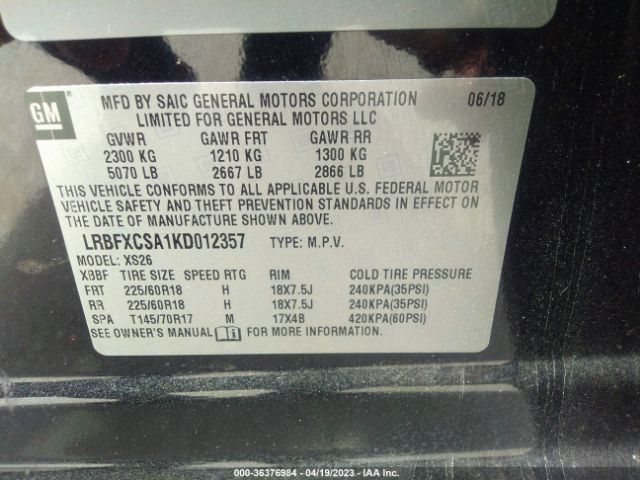 GM
MFD BY SAIC GENERAL MOTORS CORPORATION 06/18
LIMITED FOR GENERAL MOTORS LLC
GVWR GAWR FRT GAWR RR
2300 KG 1210 KG 1300 KG
5070 LB 2667 LB 2866 LB
THIS VEHICLE CONFORMS TO ALL APPLICABLE U.S. FEDERAL MOTOR
VEHICLE SAFETY AND THEFT PREVENTION STANDARDS IN EFFECT ON
THE DATE OF MANUFACTURE SHOWN ABOVE.
LRBFXCSA1KD012357 TYPE: M.P.V.
MODEL: XS26
XBBF TIRE SIZE SPEED RTG RIM COLD TIRE PRESSURE
FRT 225/60R18 H 18X7.5J 240KPA(35PSI)
RR 225/60R18 H 18X7.5J 240KPA(35PSI)
SPA T145/70R17 M 17X4B 420KPA(60PSI)
SEE OWNER'S MANUAL FOR ADDITIONAL INFORMATION.
000-36376984 - 04/19/2023 - IAA Inc.